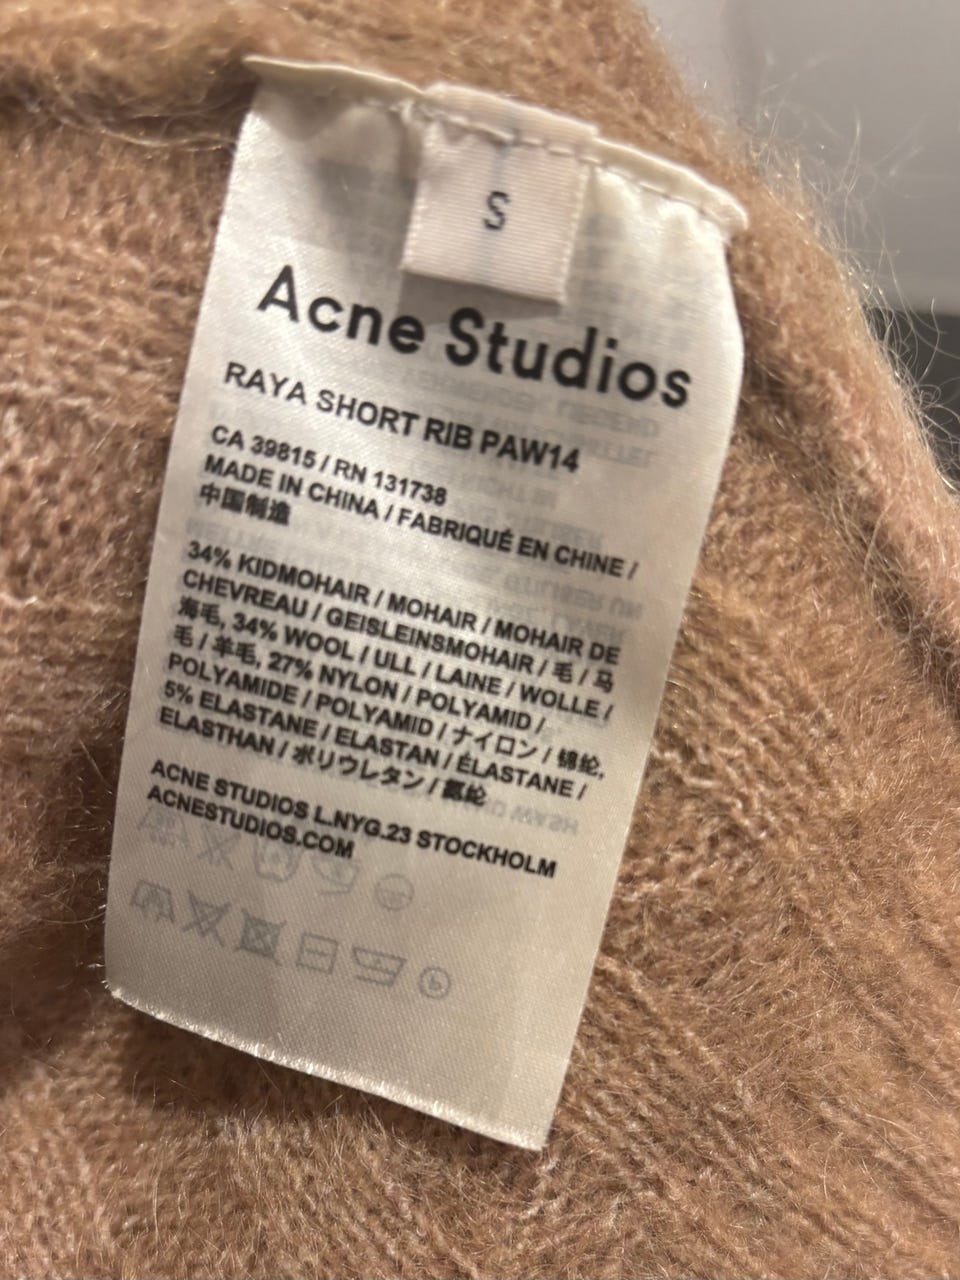 S
Acne Studios
RAYA SHORT RIB PAW14
CA 39815 / RN 131738
MADE IN CHINA / FABRIQUÉ EN CHINE /
中国制造
34% KIDMOHAIR / MOHAIR / MOHAIR DE
CHEVREAU / GEISLEINSMOHAIR / 毛 / 马
海毛, 34% WOOL / ULL / LAINE / WOLLE /
毛 / 羊毛, 27% NYLON / POLYAMID /
POLYAMIDE / POLYAMID / ナイロン / 锦纶,
5% ELASTANE / ELASTAN / ÉLASTANE /
ELASTHAN / ポリウレタン / 氨纶
ACNE STUDIOS L.NYG.23 STOCKHOLM
ACNESTUDIOS.COM